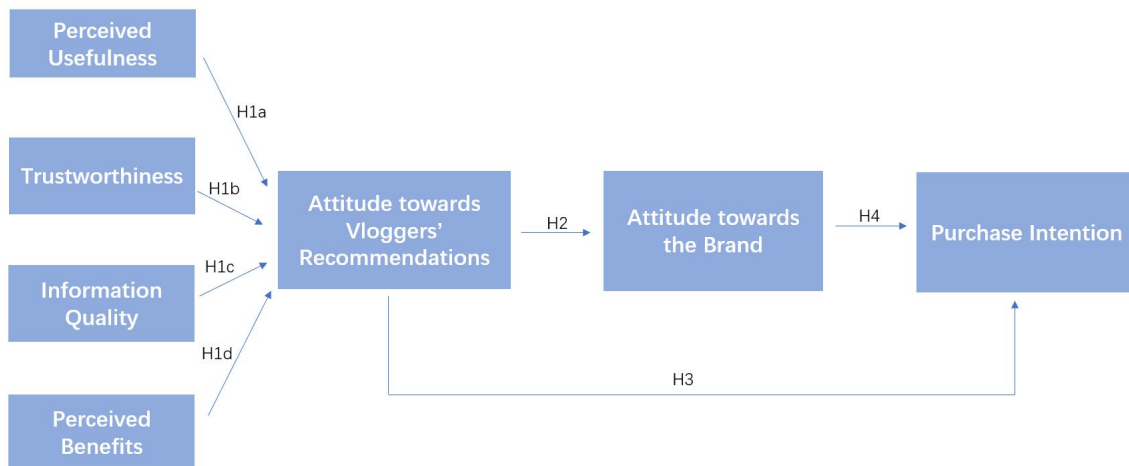 Perceived
Usefulness
H1a
Trustworthiness
H1b
Information
Quality
H1c
Perceived
Benefits
H1d
Attitude towards
Vloggers’
Recommendations
H2
Attitude towards
the Brand
H4
Purchase Intention
H3